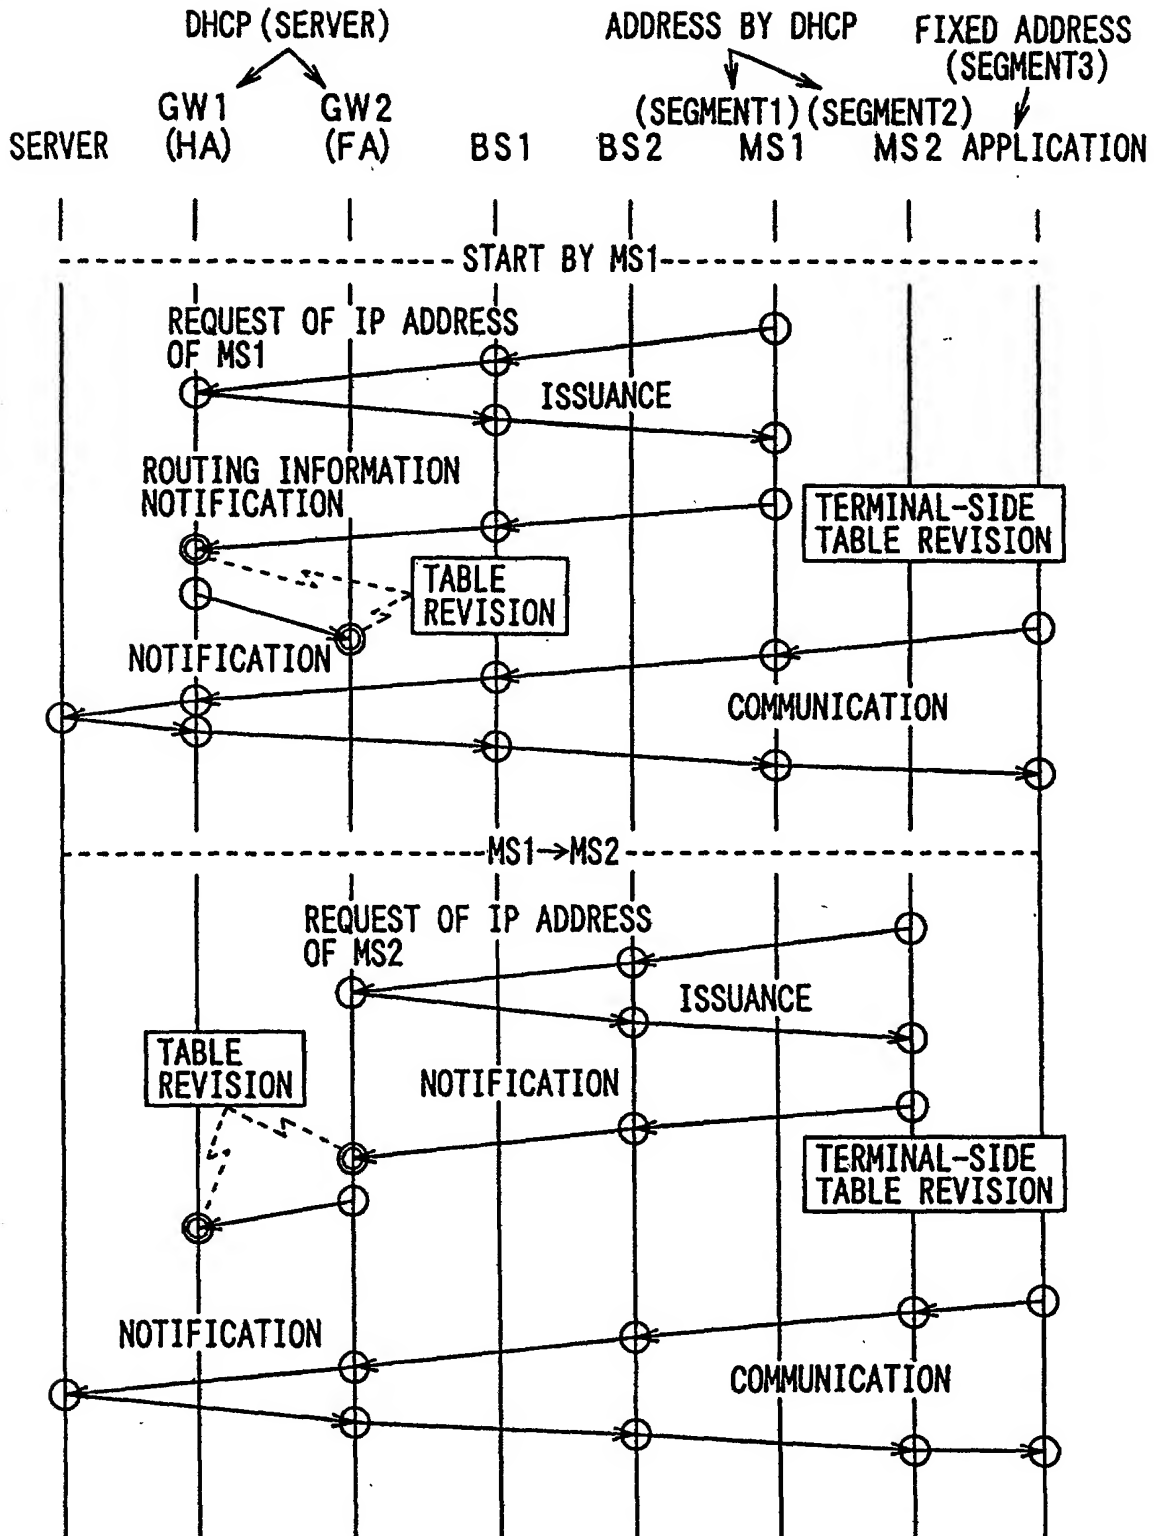 DHCP (SERVER)
ADDRESS BY DHCP
FIXED ADDRESS
(SEGMENT3)
(SEGMENT1) (SEGMENT2)
GW1
(HA)
GW2
(FA)
SERVER
BS1
BS2
MS1
MS2
APPLICATION
START BY MS1
REQUEST OF IP ADDRESS
OF MS1
ISSUANCE
ROUTING INFORMATION
NOTIFICATION
TERMINAL-SIDE
TABLE REVISION
TABLE
REVISION
NOTIFICATION
COMMUNICATION
MS1→MS2
REQUEST OF IP ADDRESS
OF MS2
ISSUANCE
TABLE
REVISION
NOTIFICATION
TERMINAL-SIDE
TABLE REVISION
NOTIFICATION
COMMUNICATION